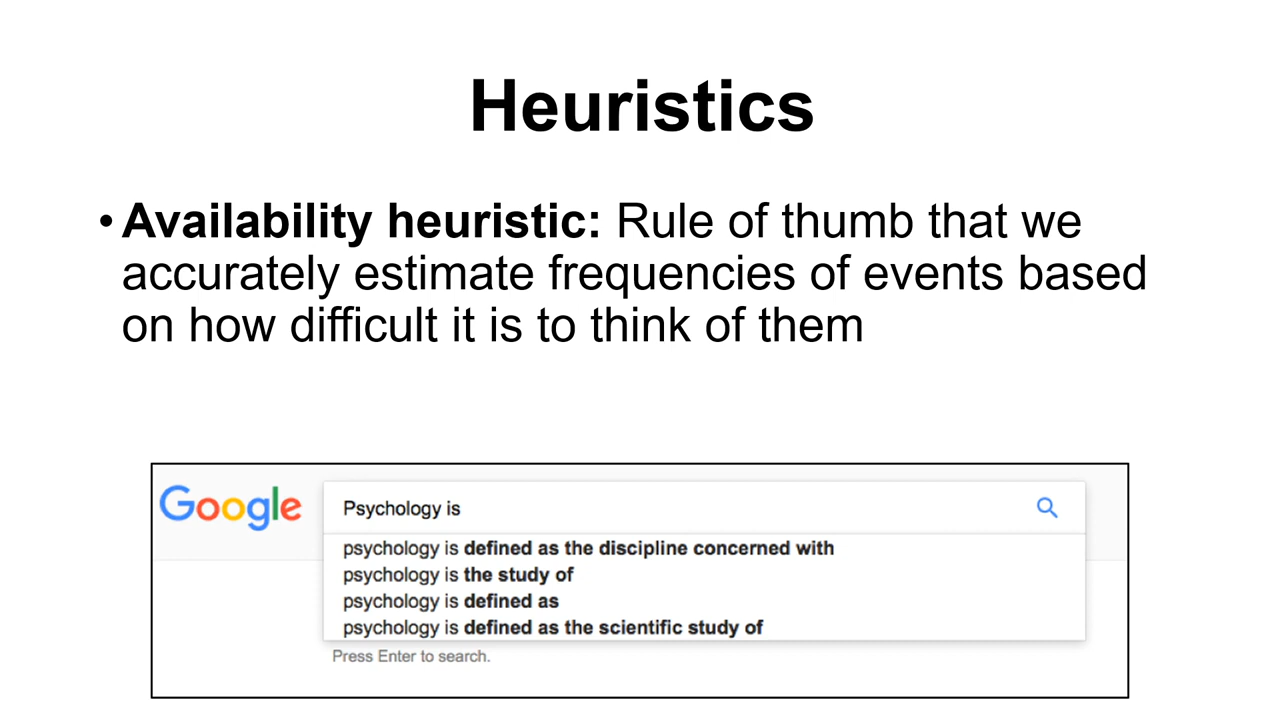 Heuristics
• Availability heuristic: Rule of thumb that we
accurately estimate frequencies of events based
on how difficult it is to think of them
Google
Psychology is
psychology is defined as the discipline concerned with
psychology is the study of
psychology is defined as
psychology is defined as the scientific study of
Press Enter to search.